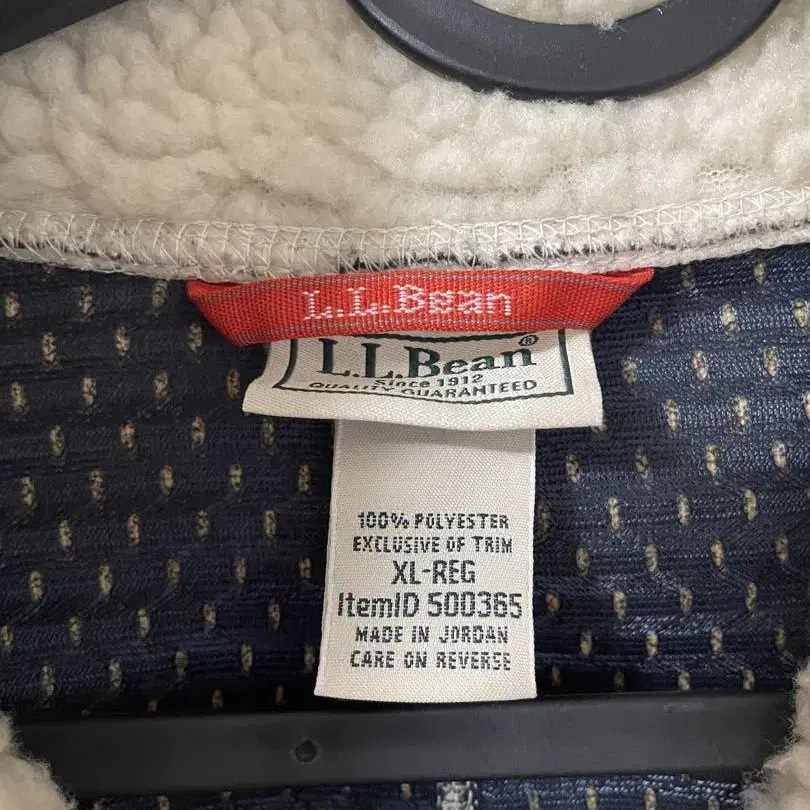 L.L.Bean
L.L.Bean®
Since 1912
QUALITY GUARANTEED
100% POLYESTER
EXCLUSIVE OF TRIM
XL-REG
ItemID 500365
MADE IN JORDAN
CARE ON REVERSE